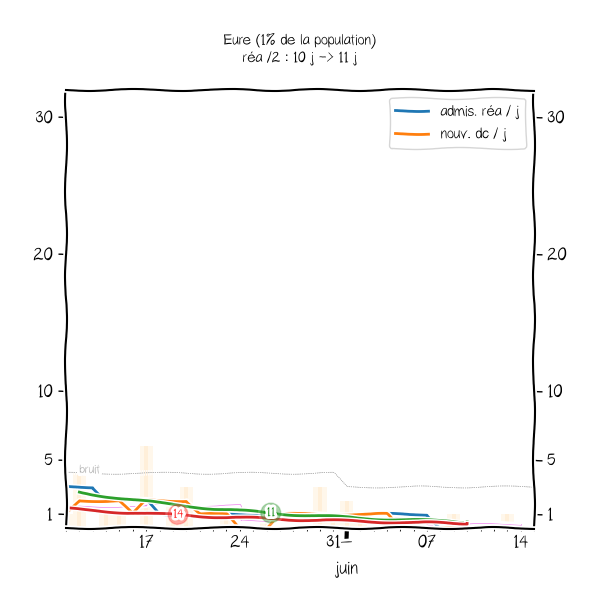 Eure (1% de la population)
réa /2 : 10 j -> 11 j
30
30
admis. réa / j
nouv. dc / j
20
20
10
10
5
5
bruit
1
14
11
1
17
24
31
07
14
juin